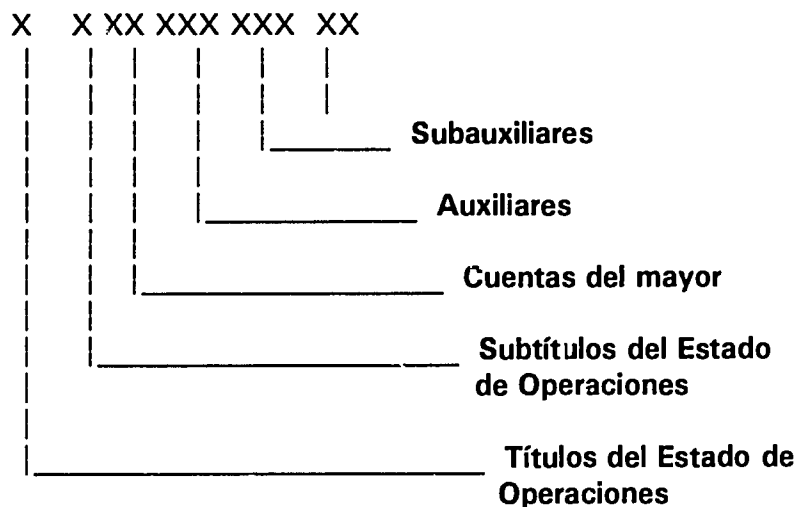 X X XX XXX XXX XX
Subauxiliares
Auxiliares
Cuentas del mayor
Subtítulos del Estado
de Operaciones
Títulos del Estado de
Operaciones